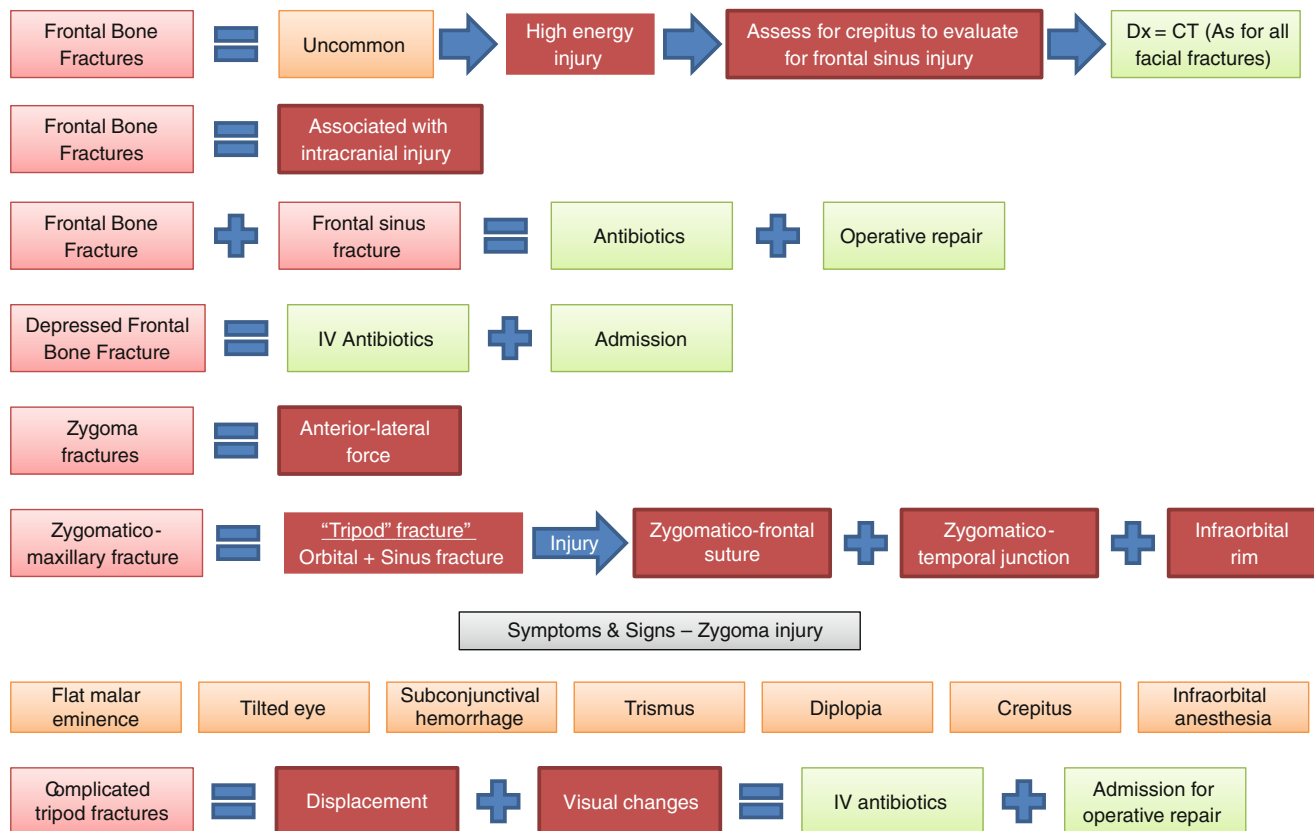 Frontal Bone
Fractures
Uncommon
High energy
injury
Assess for crepitus to evaluate
for frontal sinus injury
Dx = CT (As for all
facial fractures)
Frontal Bone
Fractures
Associated with
intracranial injury
Frontal Bone
Fracture
Frontal sinus
fracture
Antibiotics
Operative repair
Depressed Frontal
Bone Fracture
IV Antibiotics
Admission
Zygoma
fractures
Anterior-lateral
force
Zygomatico-
maxillary fracture
“Tripod” fracture”
Orbital + Sinus fracture
Injury
Zygomatico-frontal
suture
Zygomatico-
temporal junction
Infraorbital
rim
Symptoms & Signs – Zygoma injury
Flat malar
eminence
Tilted eye
Subconjunctival
hemorrhage
Trismus
Diplopia
Crepitus
Infraorbital
anesthesia
Complicated
tripod fractures
Displacement
Visual changes
IV antibiotics
Admission for
operative repair